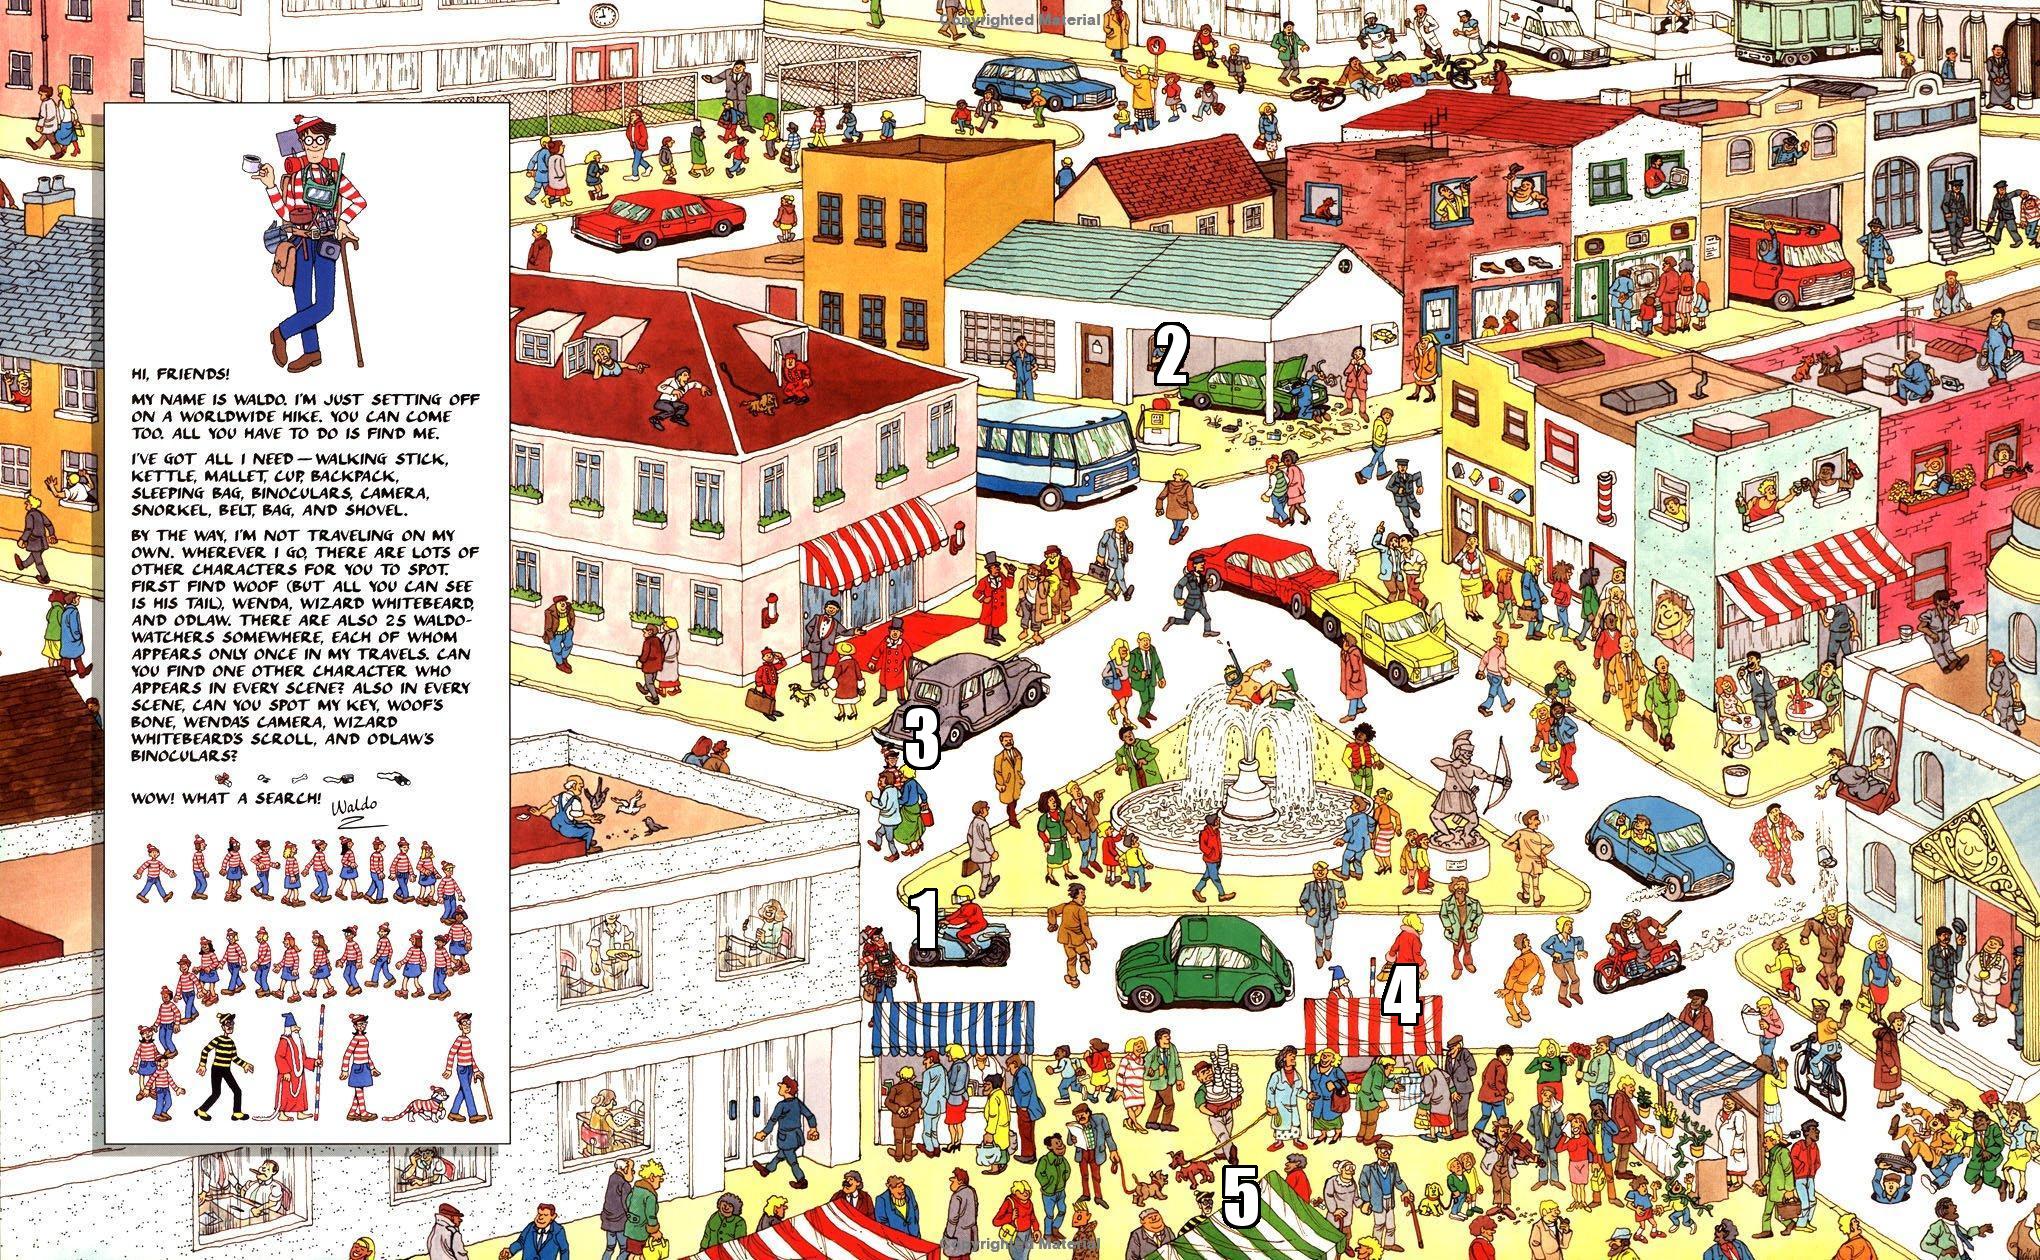 Copyrighted Material
HI, FRIENDS!
MY NAME IS WALDO. I'M JUST SETTING OFF
ON A WORLDWIDE HIKE. YOU CAN COME
TOO. ALL YOU HAVE TO DO IS FIND ME.
I'VE GOT ALL I NEED—WALKING STICK,
KETTLE, MALLET, CUP, BACKPACK,
SLEEPING BAG, BINOCULARS, CAMERA,
SNORKEL, BELT, BAG, AND SHOVEL.
BY THE WAY, I'M NOT TRAVELING ON MY
OWN. WHEREVER I GO, THERE ARE LOTS OF
OTHER CHARACTERS FOR YOU TO SPOT.
FIRST FIND WOOF (BUT ALL YOU CAN SEE
IS HIS TAIL), WENDA, WIZARD WHITEBEARD,
AND ODLAW. THERE ARE ALSO 25 WALDO-
WATCHERS SOMEWHERE, EACH OF WHOM
APPEARS ONLY ONCE IN MY TRAVELS. CAN
YOU FIND ONE OTHER CHARACTER WHO
APPEARS IN EVERY SCENE? ALSO IN EVERY
SCENE, CAN YOU SPOT MY KEY, WOOF'S
BONE, WENDA'S CAMERA, WIZARD
WHITEBEARD'S SCROLL, AND ODLAW'S
BINOCULARS?
WOW! WHAT A SEARCH!
Waldo
2
3
1
4
5
Copyrighted Material